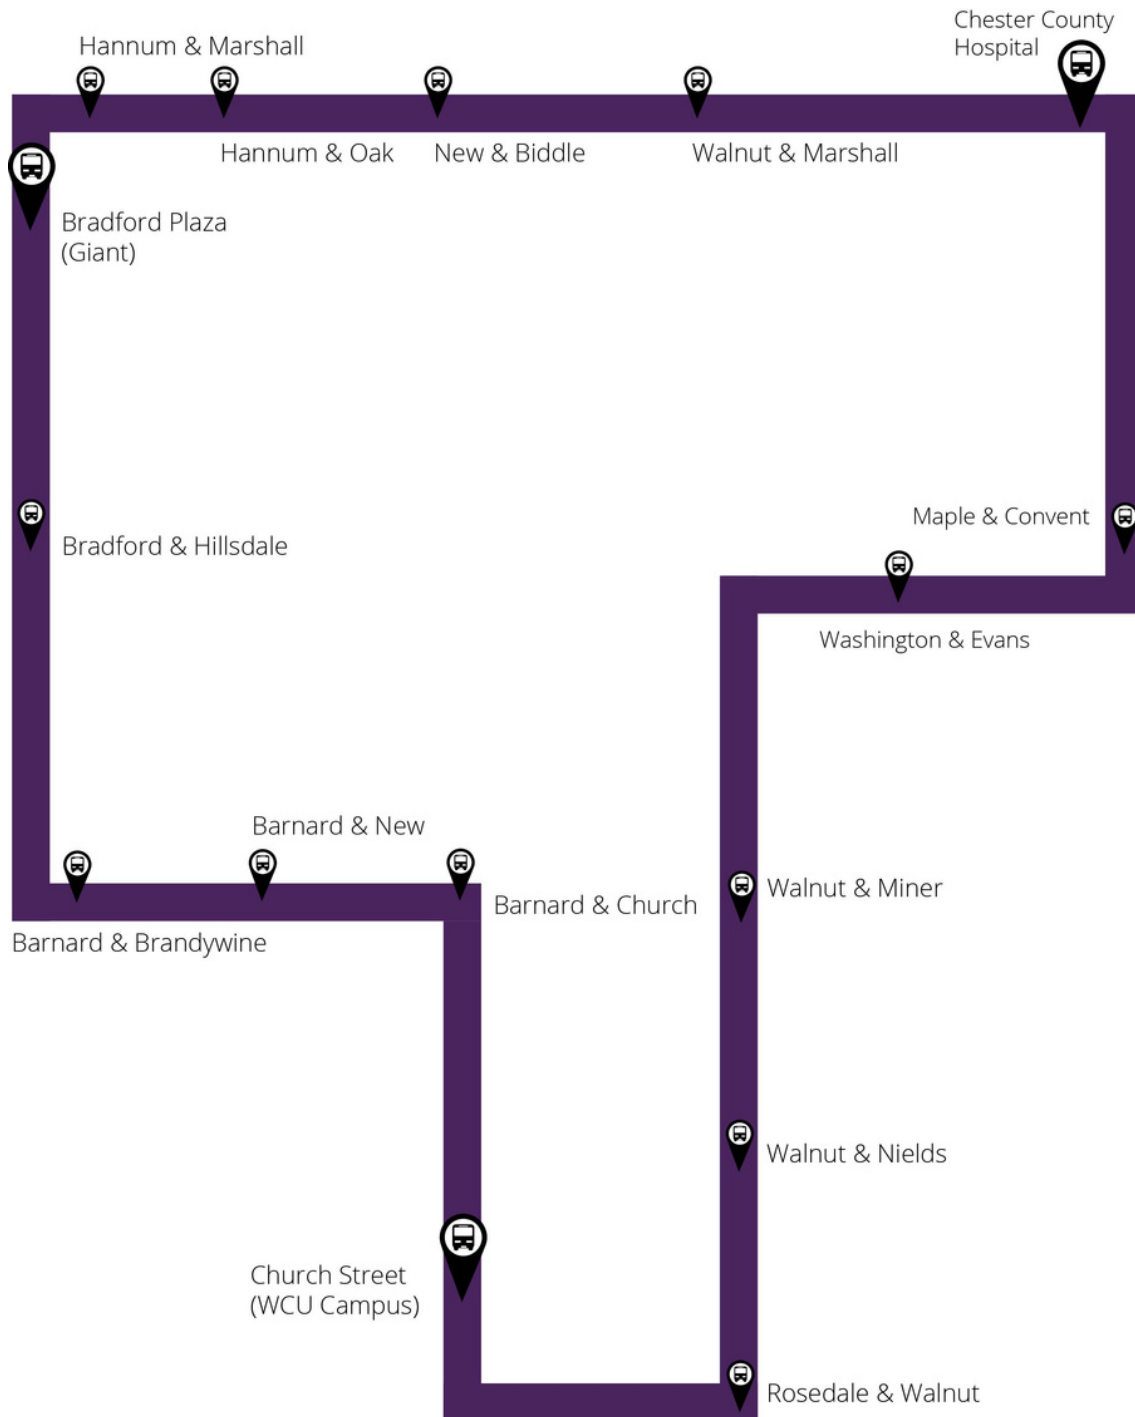 Chester County
Hospital
Hannum & Marshall
Hannum & Oak
New & Biddle
Walnut & Marshall
Bradford Plaza
(Giant)
Maple & Convent
Bradford & Hillsdale
Washington & Evans
Barnard & New
Walnut & Miner
Barnard & Church
Barnard & Brandywine
Walnut & Nields
Church Street
(WCU Campus)
Rosedale & Walnut